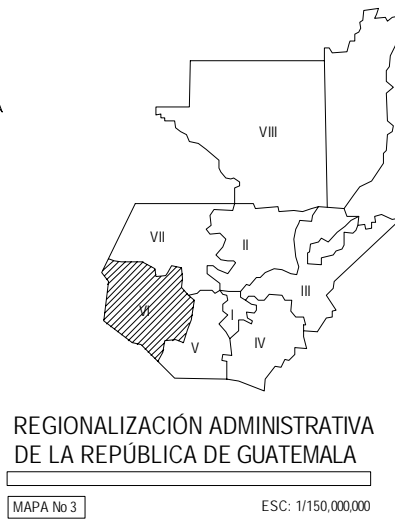 A
VIII
VII
II
III
VI
I
V
IV
REGIONALIZACIÓN ADMINISTRATIVA
DE LA REPÚBLICA DE GUATEMALA
MAPA No 3
ESC: 1/150,000,000